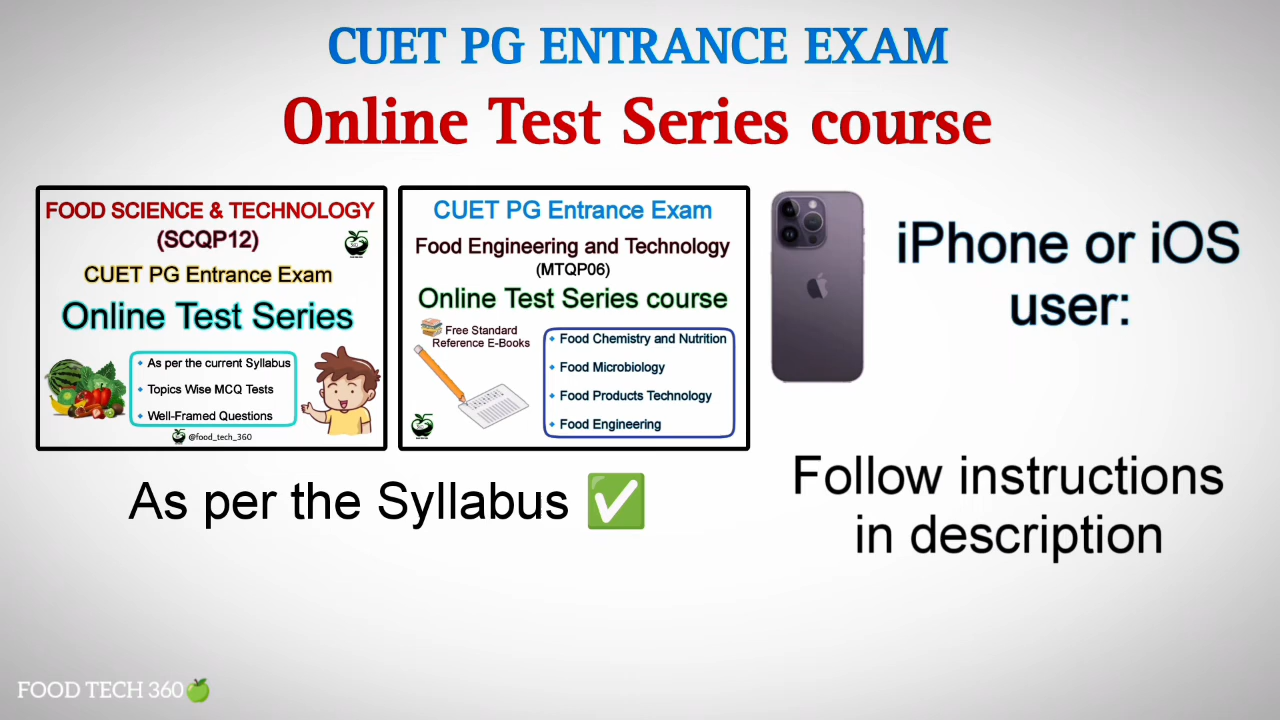 CUET PG ENTRANCE EXAM
Online Test Series course
FOOD SCIENCE & TECHNOLOGY
(SCQP12)
CUET PG Entrance Exam
Online Test Series
As per the current Syllabus
Topics Wise MCQ Tests
Well-Framed Questions
@food_tech_360
CUET PG Entrance Exam
Food Engineering and Technology
(MTQP06)
Online Test Series course
Free Standard
Reference E-Books
Food Chemistry and Nutrition
Food Microbiology
Food Products Technology
Food Engineering
iPhone or iOS
user:
As per the Syllabus ✅
Follow instructions
in description
FOOD TECH 360🍏